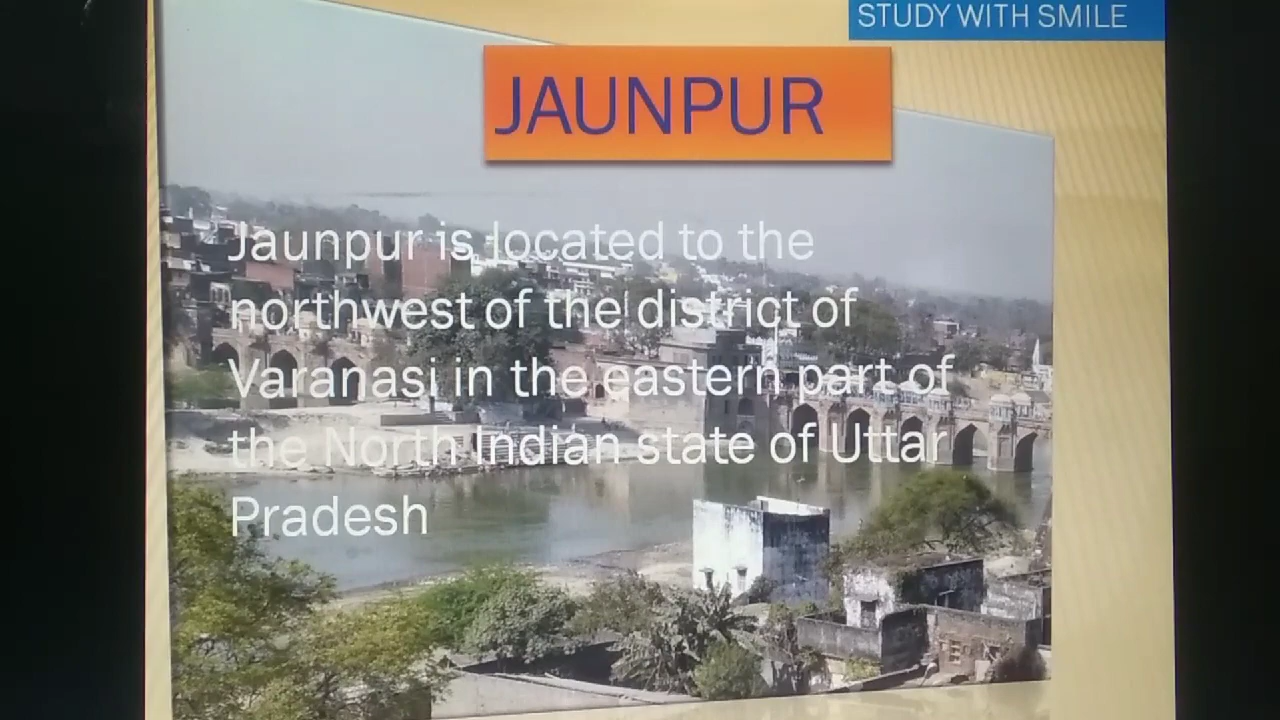 STUDY WITH SMILE
JAUNPUR
Jaunpur is located to the
northwest of the district of
Varanasi in the eastern part of
the North Indian state of Uttar
Pradesh